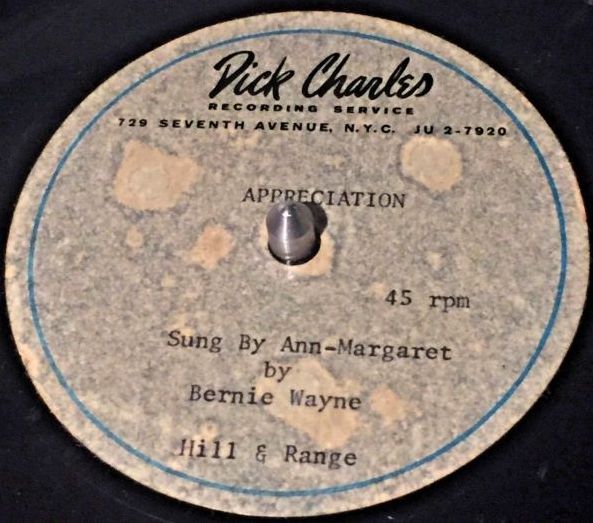 Dick Charles
RECORDING SERVICE
729 SEVENTH AVENUE, N.Y.C. JU 2-7920
APPRECIATION
45 rpm
Sung By Ann-Margaret
by
Bernie Wayne
Hill & Range